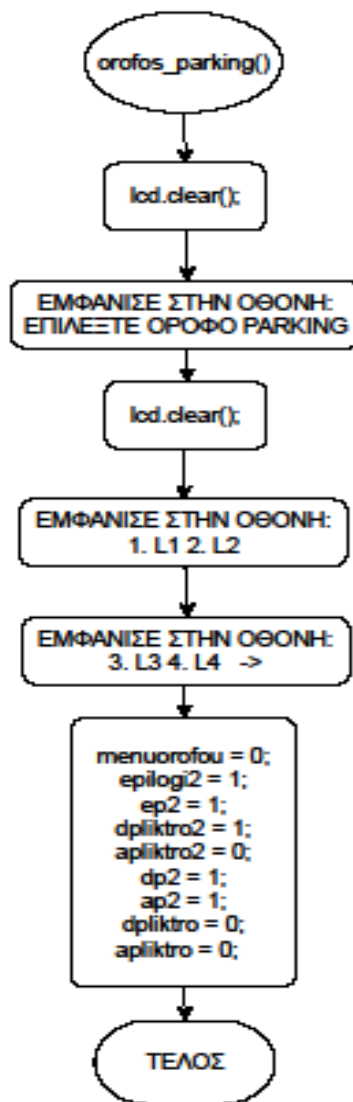 orofos_parking()
lcd.clear();
ΕΜΦΑΝΙΣΕ ΣΤΗΝ ΟΘΟΝΗ:
ΕΠΙΛΕΞΤΕ ΟΡΟΦΟ PARKING
lcd.clear();
ΕΜΦΑΝΙΣΕ ΣΤΗΝ ΟΘΟΝΗ:
1. L1 2. L2
ΕΜΦΑΝΙΣΕ ΣΤΗΝ ΟΘΟΝΗ:
3. L3 4. L4 ->
menuorofou = 0;
epilogi2 = 1;
ep2 = 1;
dpliktro2 = 1;
apliktro2 = 0;
dp2 = 1;
ap2 = 1;
dpliktro = 0;
apliktro = 0;
ΤΕΛΟΣ